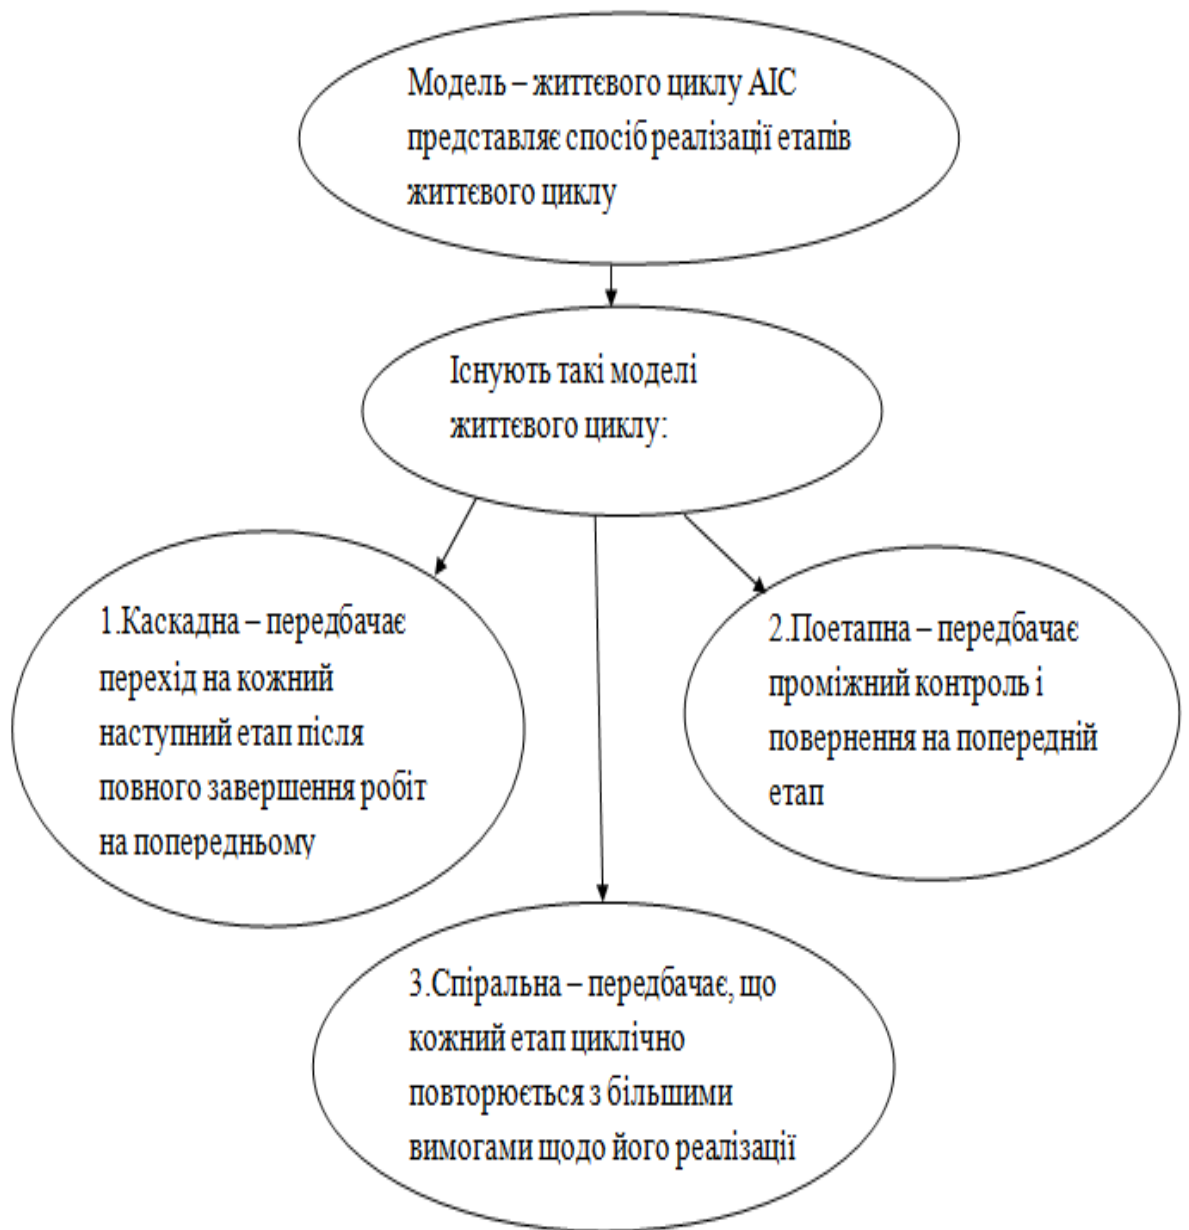 Модель – життєвого циклу АІС
представляє спосіб реалізації етапів
життєвого циклу
Існують такі моделі
життєвого циклу:
1.Каскадна – передбачає
перехід на кожний
наступний етап після
повного завершення робіт
на попередньому
2.Поетапна – передбачає
проміжний контроль і
повернення на попередній
етап
3.Спіральна – передбачає, що
кожний етап циклічно
повторюється з більшими
вимогами щодо його реалізації